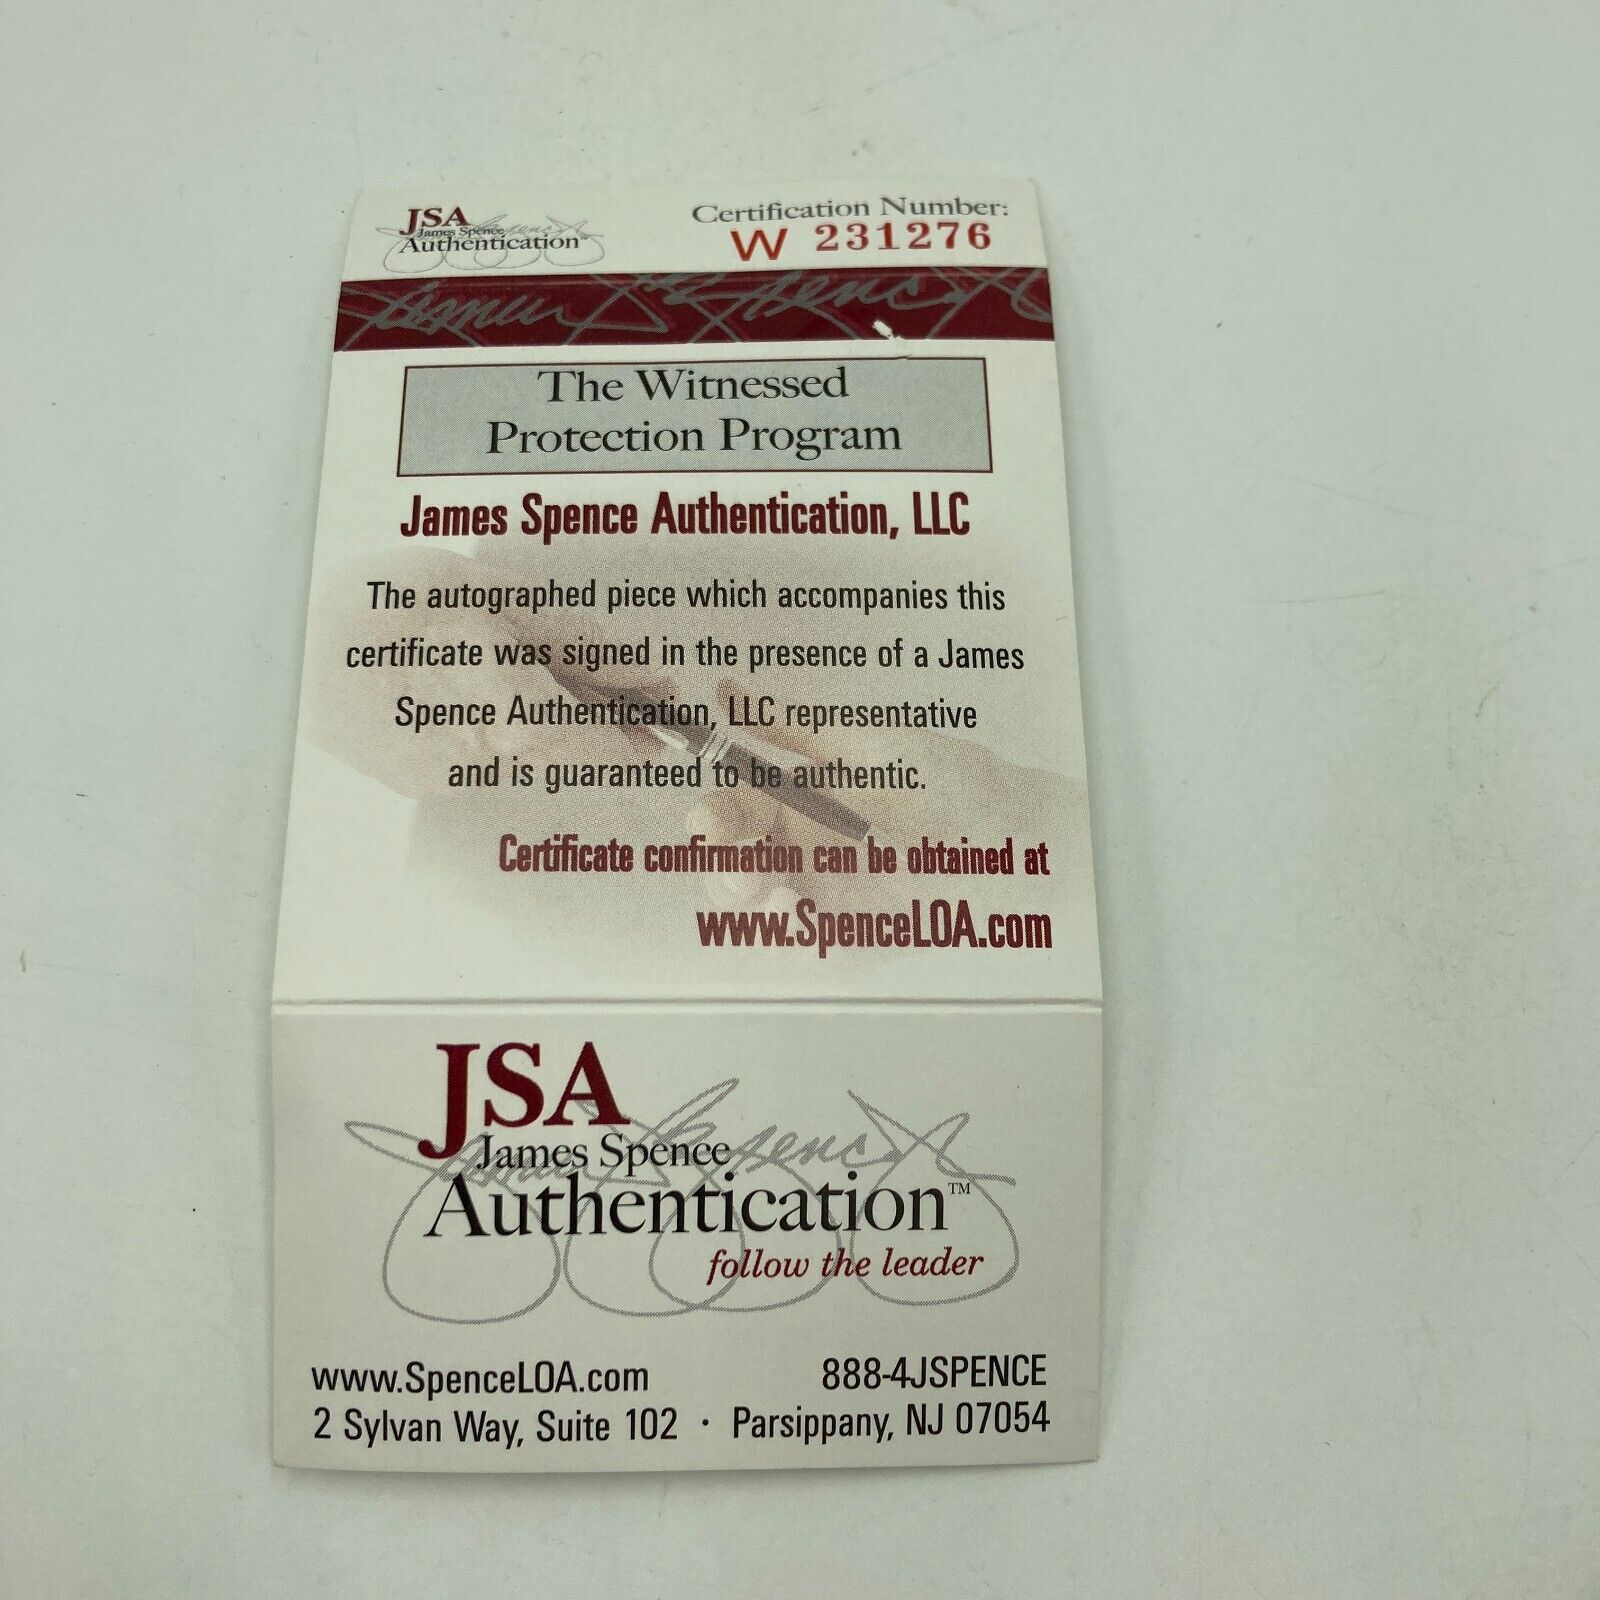 JSA
James Spence
Authentication™
Certification Number:
W 231276
The Witnessed
Protection Program
James Spence Authentication, LLC
The autographed piece which accompanies this
certificate was signed in the presence of a James
Spence Authentication, LLC representative
and is guaranteed to be authentic.
Certificate confirmation can be obtained at
www.SpenceLOA.com
JSA
James Spence
Authentication™
follow the leader
www.SpenceLOA.com 888-4JSPENCE
2 Sylvan Way, Suite 102 · Parsippany, NJ 07054